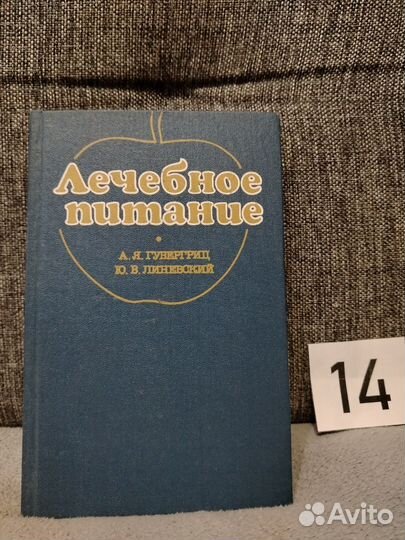 Лечебное
питание
А. Я. ГУБЕРГРИЦ
Ю. В. ЛИНЕВСКИЙ
14
Avito